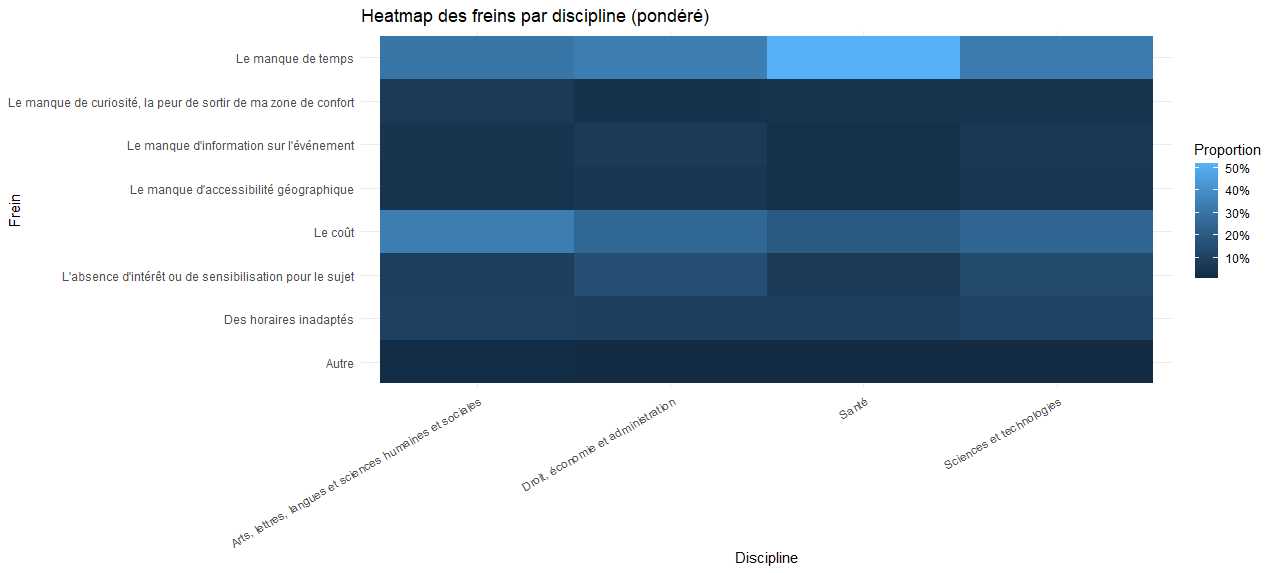 Heatmap des freins par discipline (pondéré)
Frein
Le manque de temps
Le manque de curiosité, la peur de sortir de ma zone de confort
Le manque d'information sur l'événement
Le manque d'accessibilité géographique
Le coût
L'absence d'intérêt ou de sensibilisation pour le sujet
Des horaires inadaptés
Autre
Arts, lettres, langues et sciences humaines et sociales
Droit, économie et administration
Santé
Sciences et technologies
Discipline
Proportion
50%
40%
30%
20%
10%